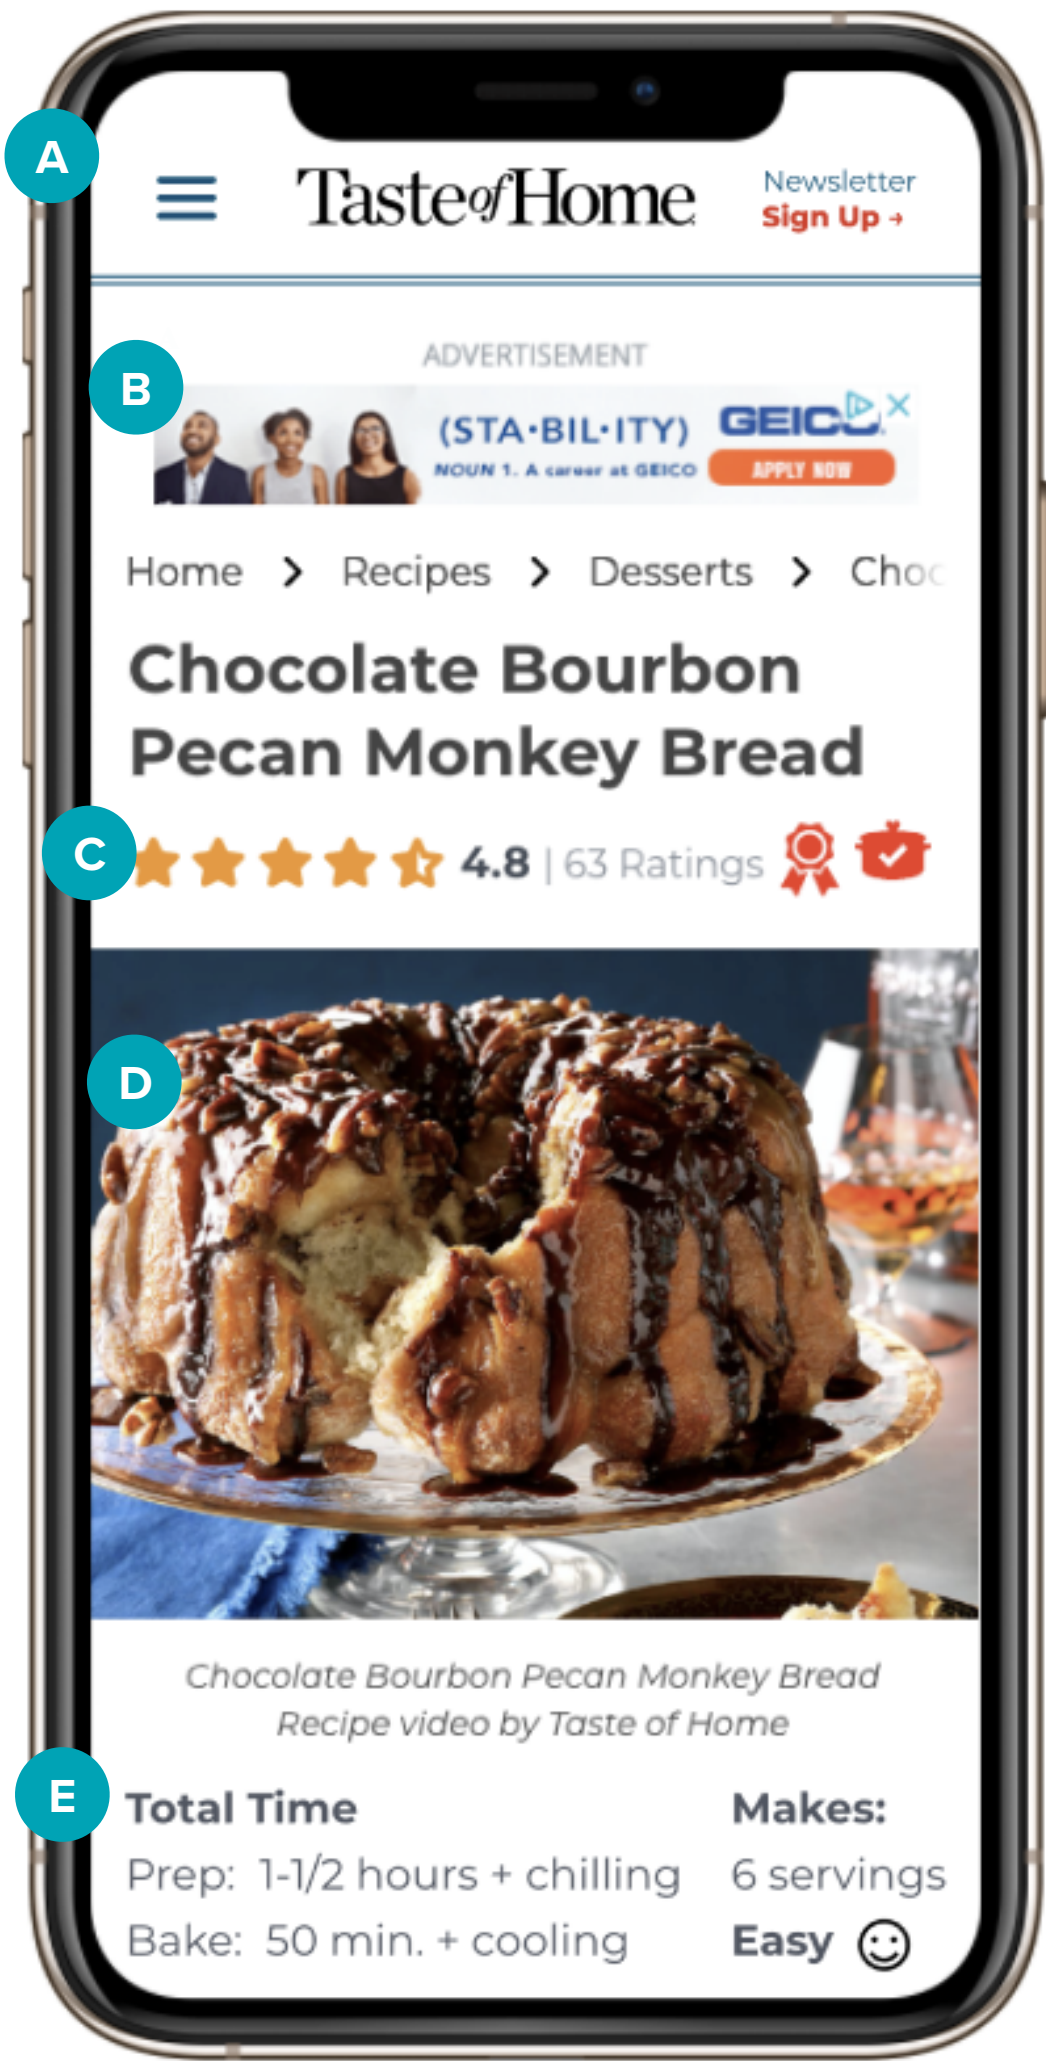 A
Taste of Home
Newsletter
Sign Up →
ADVERTISEMENT
B
(STA•BIL•ITY)
NOUN 1. A career at GEICO
GEICO
APPLY NOW
Home > Recipes > Desserts > Choc
Chocolate Bourbon
Pecan Monkey Bread
C
4.8 | 63 Ratings
D
Chocolate Bourbon Pecan Monkey Bread
Recipe video by Taste of Home
E
Total Time
Makes:
Prep: 1-1/2 hours + chilling
6 servings
Bake: 50 min. + cooling
Easy